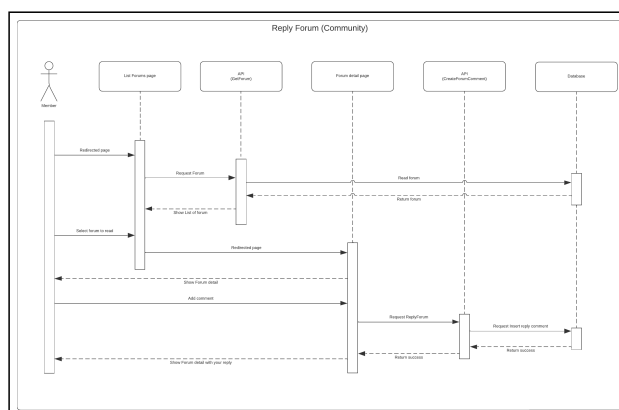 Reply Forum (Community)
List Forums page
API
(GetForum)
Forum detail page
API
(CreateForumComment)
Database
Member
Redirected page
Request Forum
Read forum
Return forum
Show List of forum
Select forum to read
Redirected page
Show Forum detail
Add comment
Request ReplyForum
Request Insert reply comment
Return success
Return success
Show Forum detail with your reply